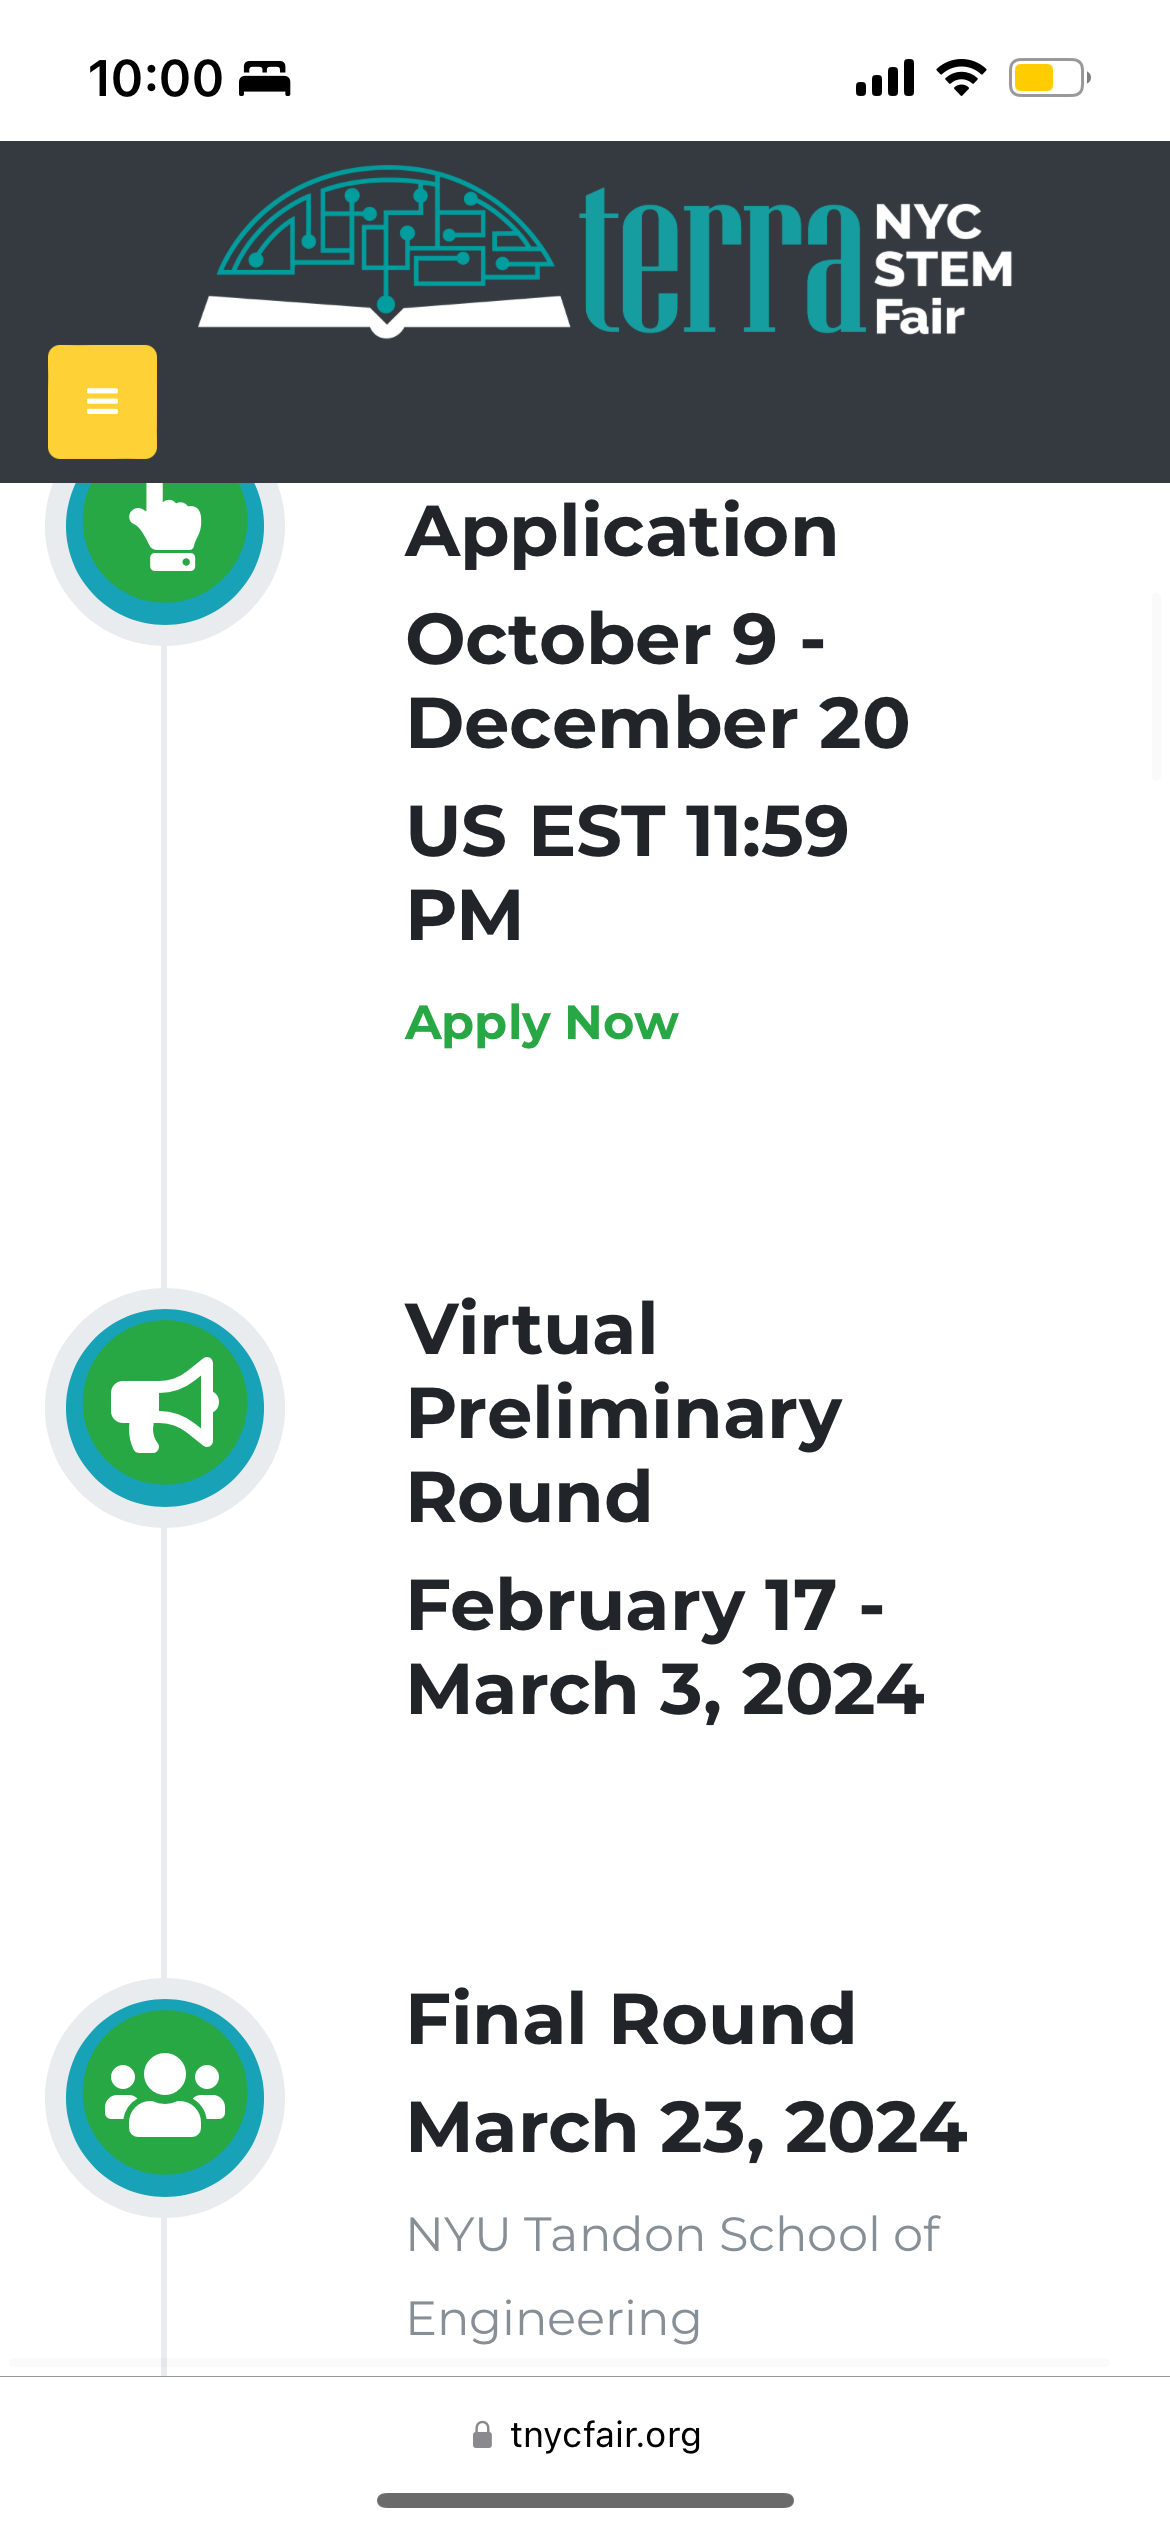 10:00
terra NYC
STEM
Fair
Application
October 9 -
December 20
US EST 11:59
PM
Apply Now
Virtual
Preliminary
Round
February 17 -
March 3, 2024
Final Round
March 23, 2024
NYU Tandon School of
Engineering
tnycfair.org